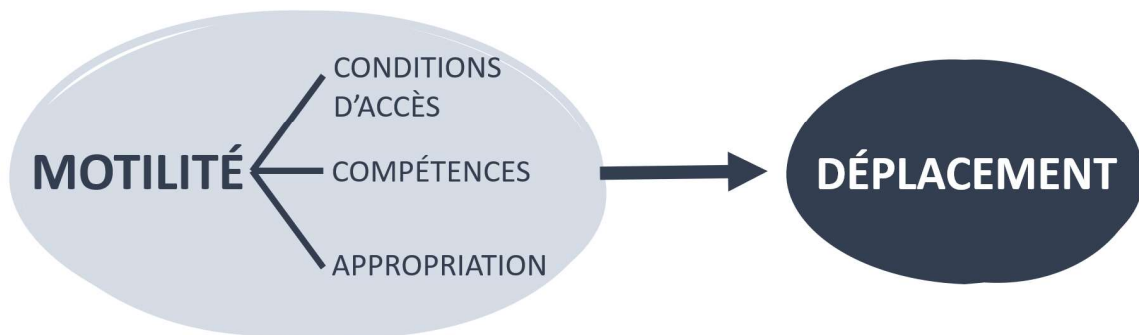 CONDITIONS
D'ACCÈS
MOTILITÉ
COMPÉTENCES
APPROPRIATION
DÉPLACEMENT